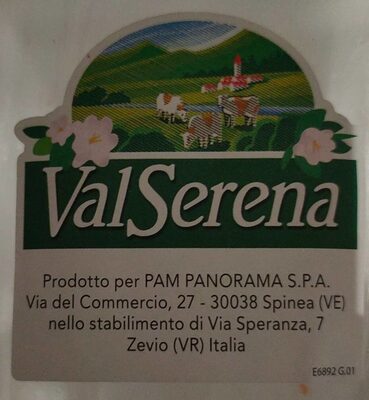 ValSerena
Prodotto per PAM PANORAMA S.P.A.
Via del Commercio, 27 - 30038 Spinea (VE)
nello stabilimento di Via Speranza, 7
Zevio (VR) Italia
E6892 G.01